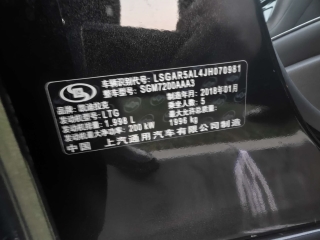 车辆识别代号: LSGAR5AL4JH070981
整车型号: SGM7200AAA3
品牌: 凯迪拉克 制造年月: 2018年01月
发动机型号: LTG 乘坐人数: 5
发动机排量: 1.998 L 最大允许总质量:
发动机最大净功率: 200 kW 1996 kg
中国 上汽通用汽车有限公司制造